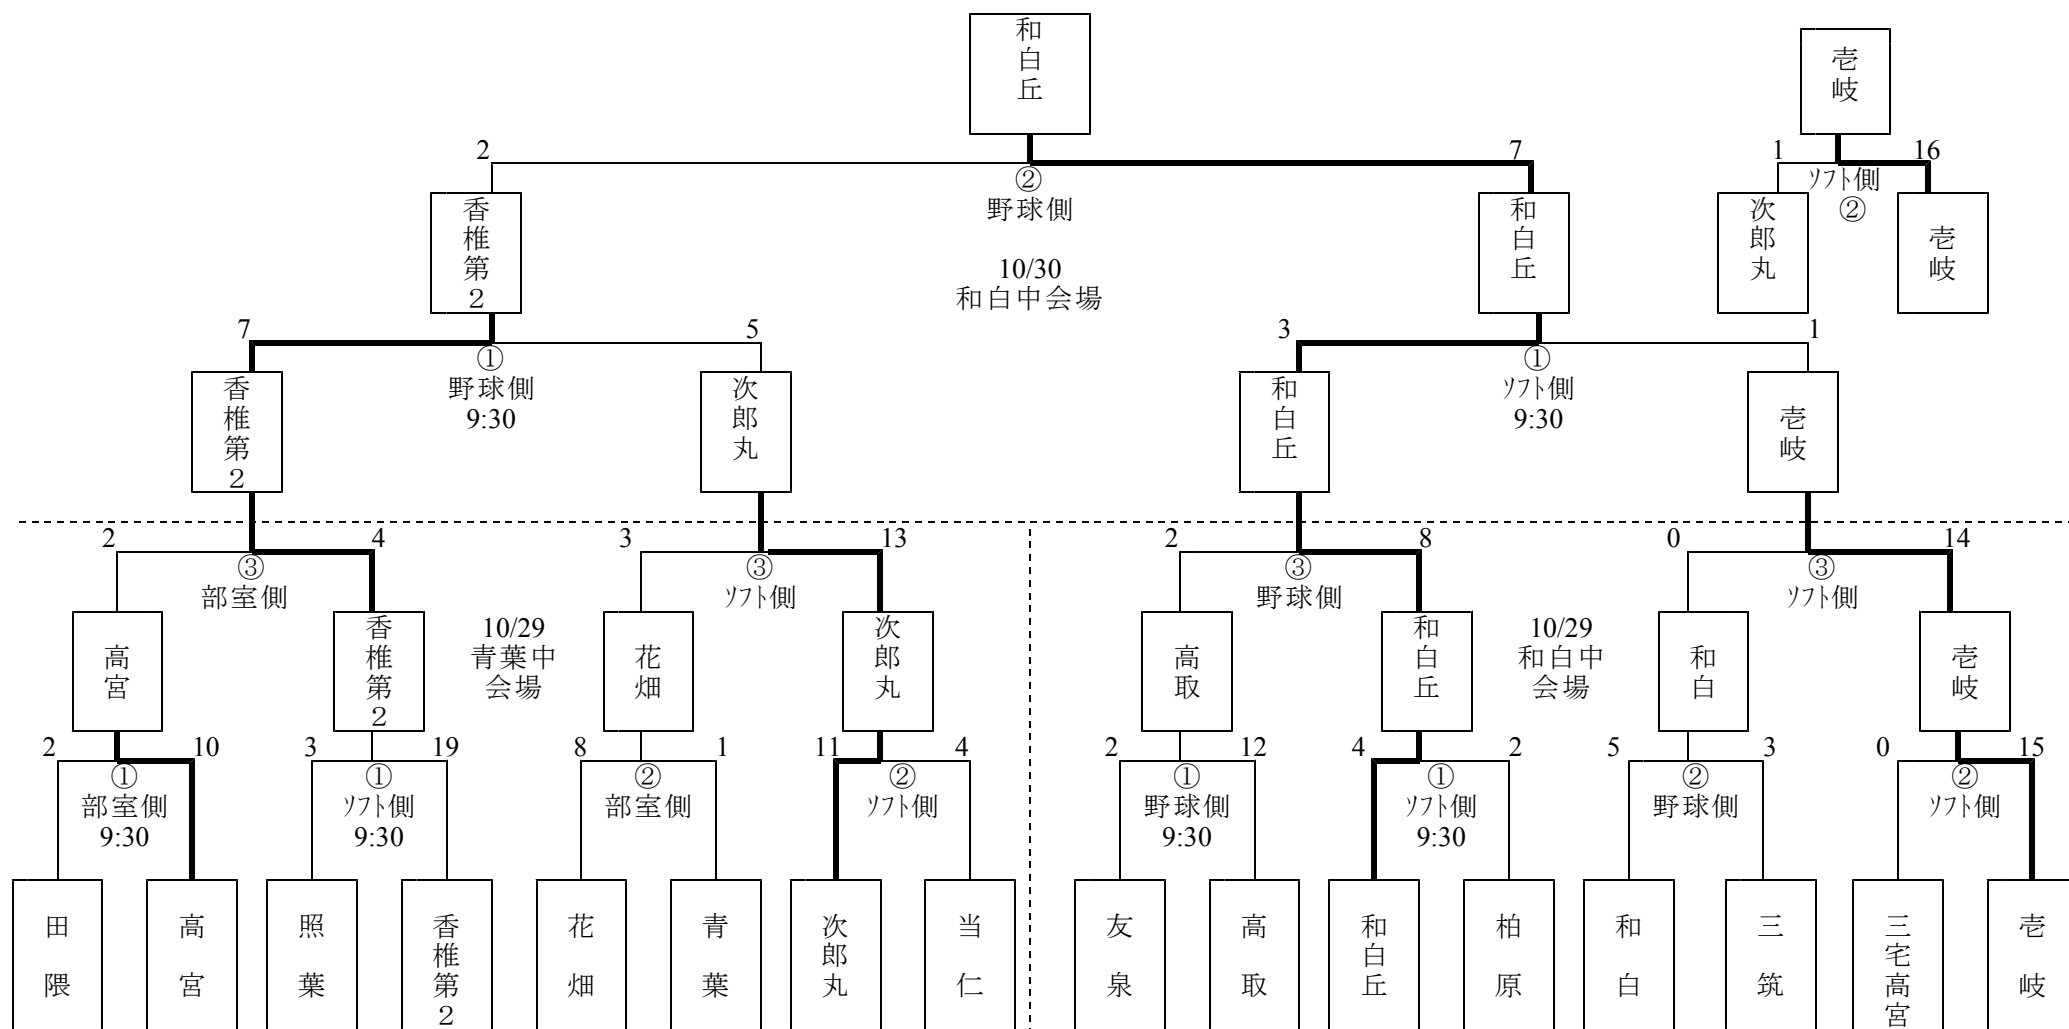 和白丘
壱岐
2
7
1
16
②
野球側
ソフト側
②
香椎第２
和白丘
次郎丸
壱岐
10/30
和白中会場
7
5
3
1
①
野球側
9:30
①
ソフト側
9:30
香椎第２
次郎丸
和白丘
壱岐
2
4
3
13
2
8
0
14
③
部室側
③
ソフト側
③
野球側
③
ソフト側
高宮
香椎第２
10/29
青葉中
会場
花畑
次郎丸
高取
和白丘
10/29
和白中
会場
和白
壱岐
2
10
3
19
8
1
11
4
2
12
4
2
5
3
0
15
①
部室側
9:30
①
ソフト側
9:30
②
部室側
②
ソフト側
①
野球側
9:30
①
ソフト側
9:30
②
野球側
②
ソフト側
田隈
高宮
照葉
香椎第２
花畑
青葉
次郎丸
当仁
友泉
高取
和白丘
柏原
和白
三筑
三宅高宮
壱岐